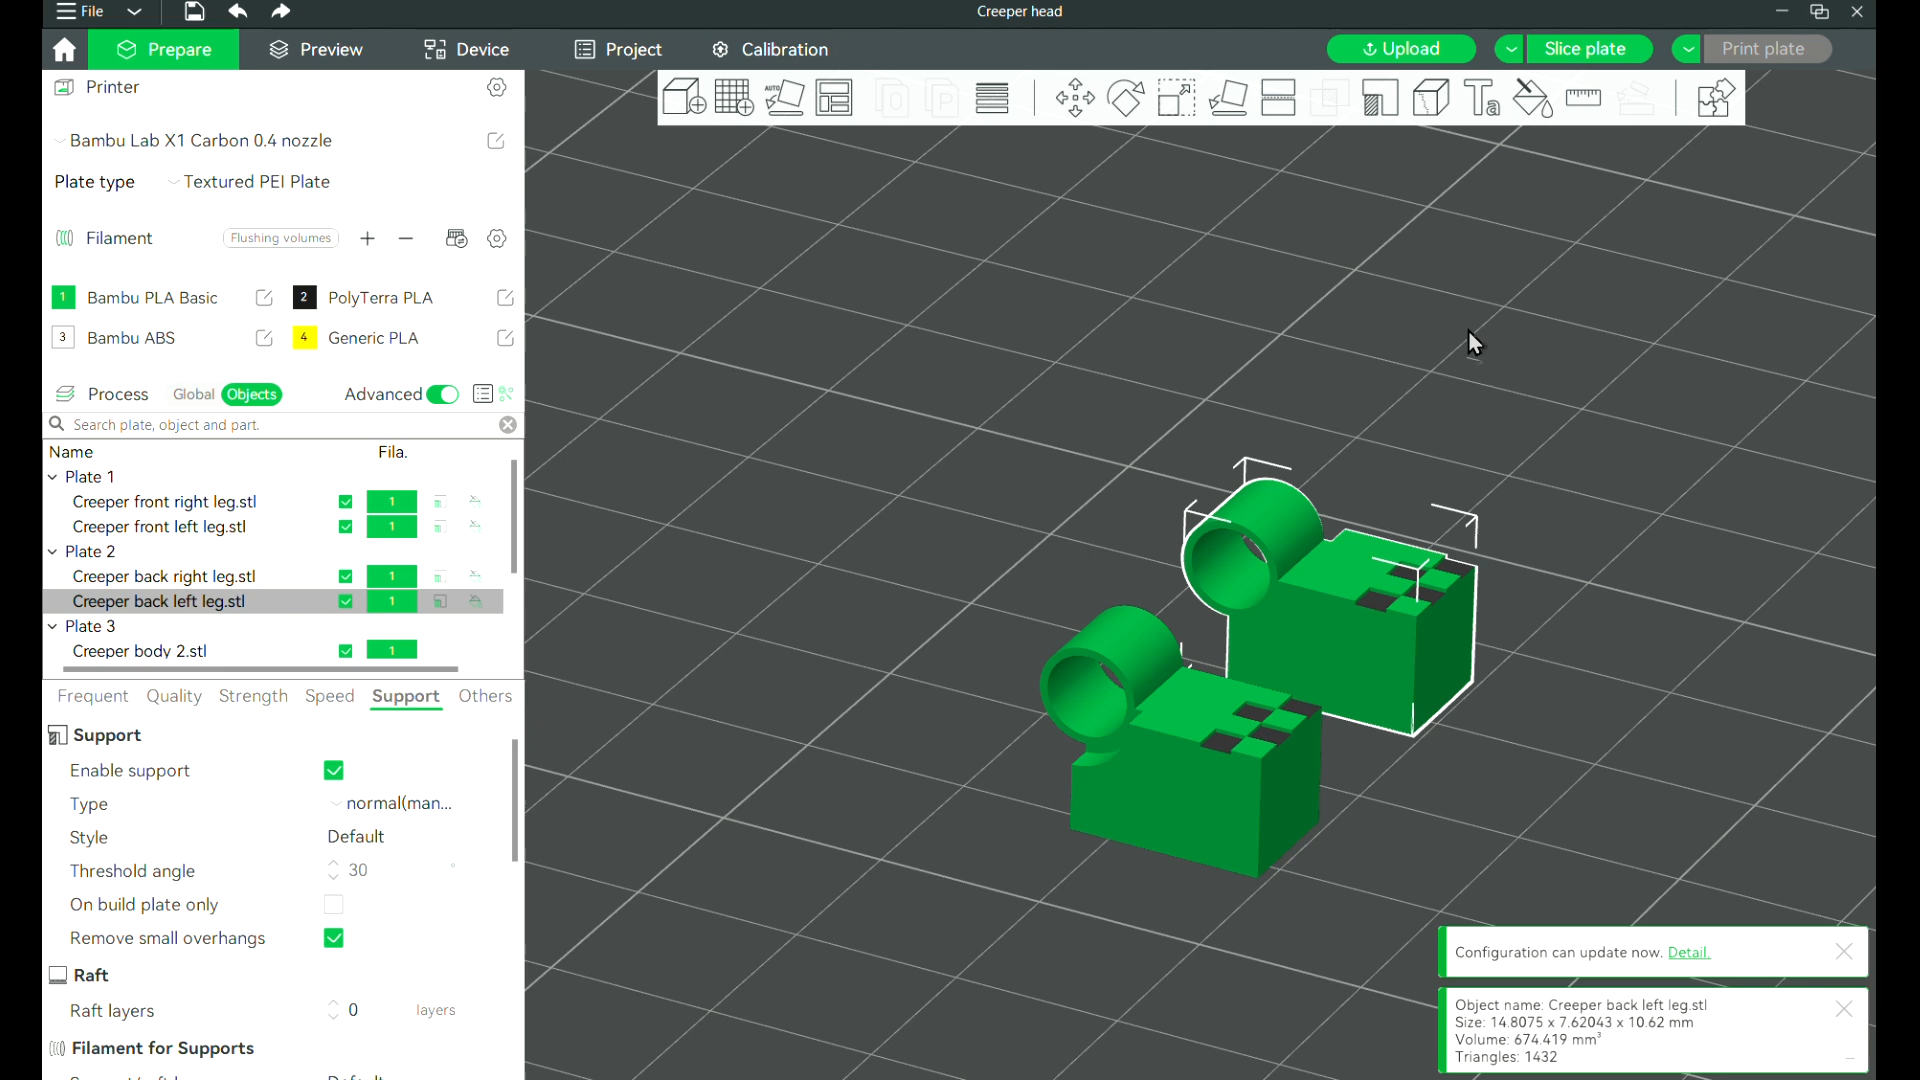 File
Creeper head
Prepare
Preview
Device
Project
Calibration
Upload
Slice plate
Print plate
Printer
AUTO
Bambu Lab X1 Carbon 0.4 nozzle
Plate type
Textured PEI Plate
Filament
Flushing volumes
1 Bambu PLA Basic
2 PolyTerra PLA
3 Bambu ABS
4 Generic PLA
Process Global Objects Advanced
Search plate, object and part.
Name Fila.
Plate 1
Creeper front right leg.stl 1
Creeper front left leg.stl 1
Plate 2
Creeper back right leg.stl 1
Creeper back left leg.stl 1
Plate 3
Creeper body 2.stl 1
Frequent Quality Strength Speed Support Others
Support
Enable support
Type normal(man...
Style Default
Threshold angle 30 °
On build plate only
Remove small overhangs
Raft
Raft layers 0 layers
Filament for Supports
Configuration can update now. Detail.
Object name: Creeper back left leg.stl
Size: 14.8075 x 7.62043 x 10.62 mm
Volume: 674.419 mm³
Triangles: 1432